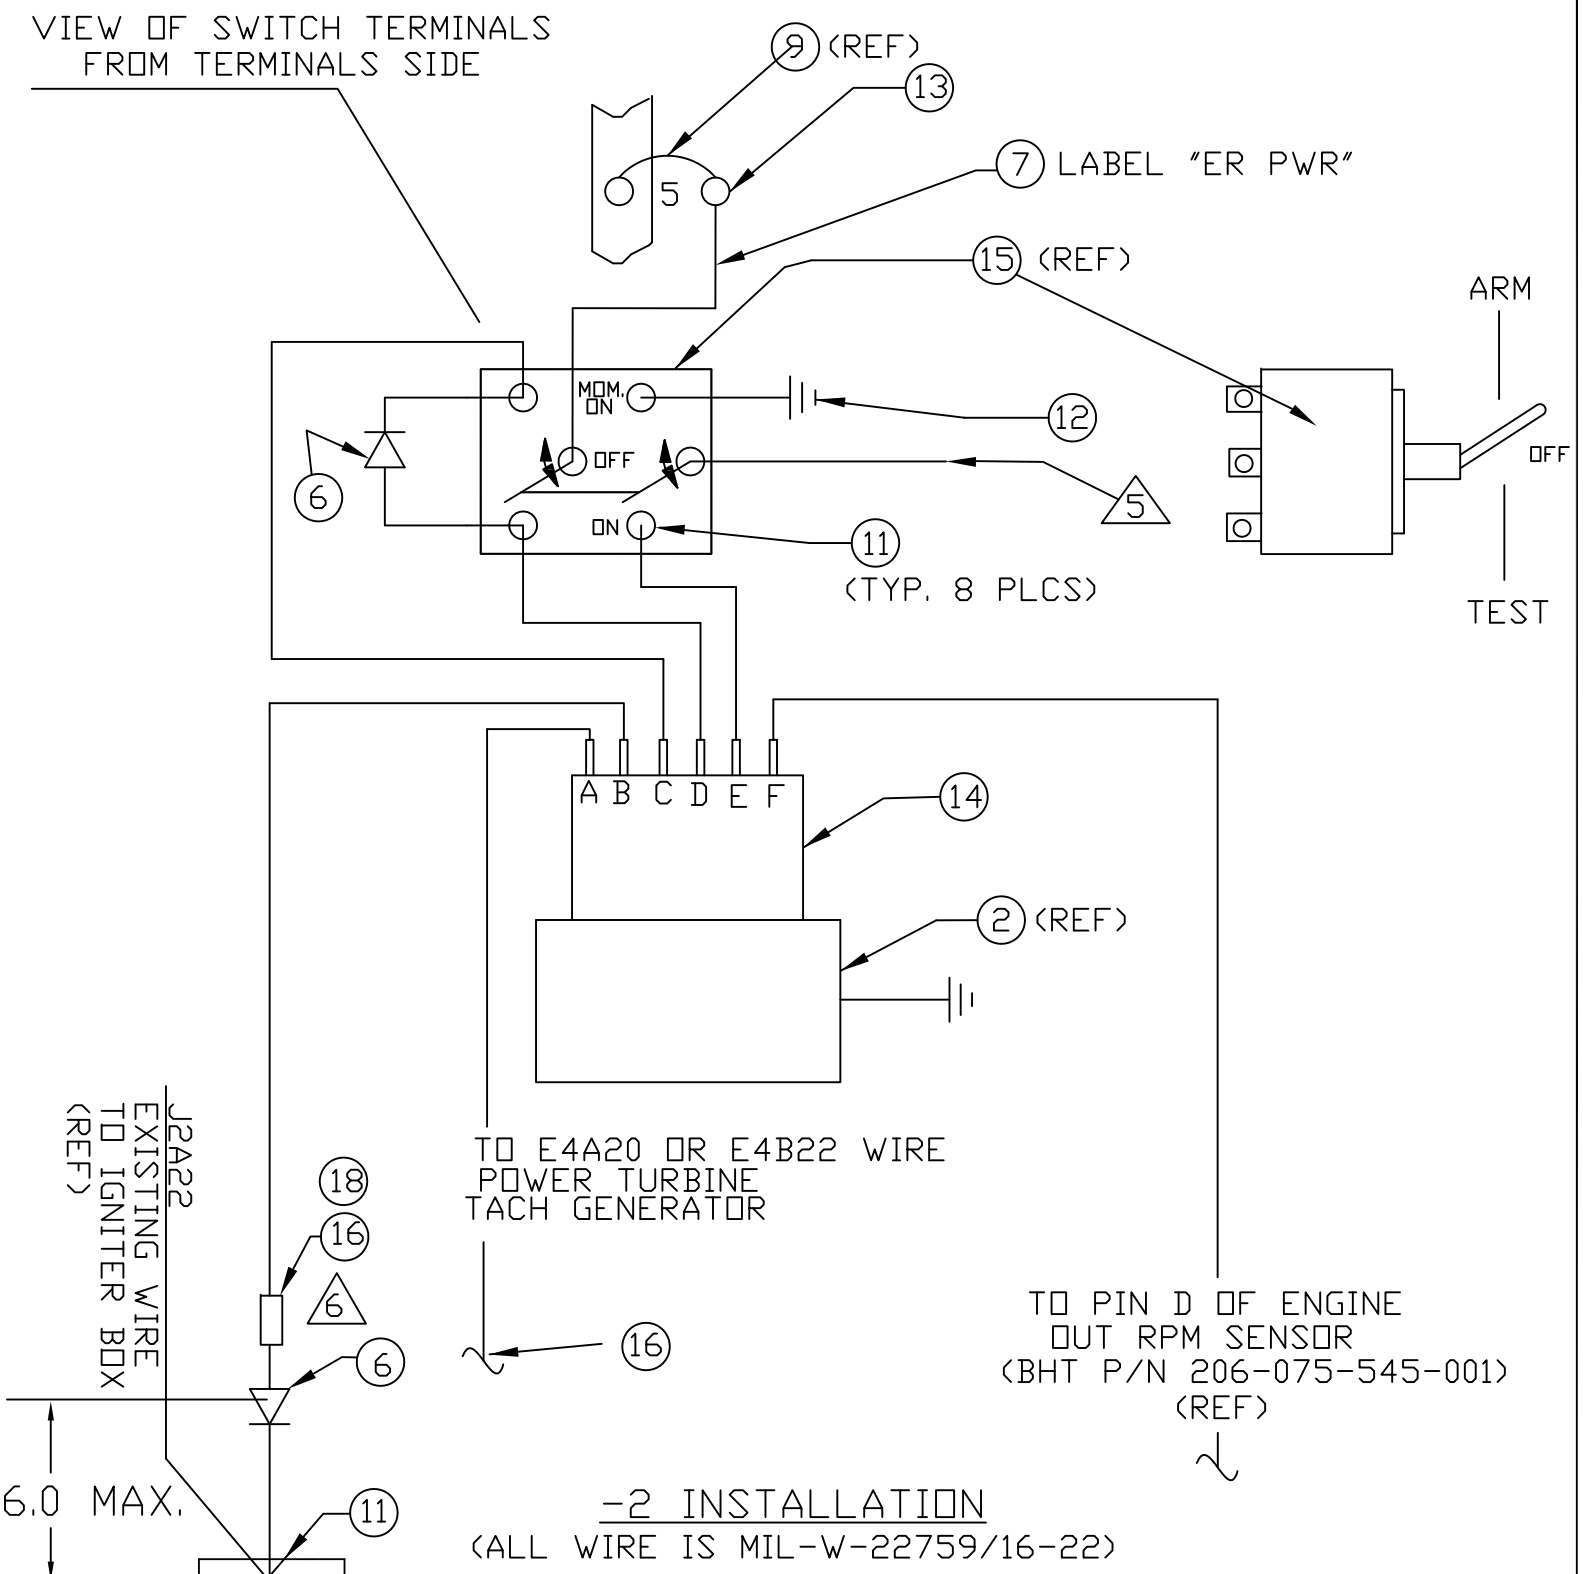 VIEW OF SWITCH TERMINALS
FROM TERMINALS SIDE
9 (REF)
13
5
7 LABEL "ER PWR"
15 (REF)
ARM
MOM.
ON
12
OFF
OFF
6
5
ON
11
(TYP. 8 PLCS)
TEST
A B C D E F
14
2 (REF)
J2A22
EXISTING WIRE
TO IGNITER BOX
(REF)
TO E4A20 OR E4B22 WIRE
POWER TURBINE
TACH GENERATOR
18
16
6
16
6
TO PIN D OF ENGINE
OUT RPM SENSOR
(BHT P/N 206-075-545-001)
(REF)
6.0 MAX.
11
-2 INSTALLATION
(ALL WIRE IS MIL-W-22759/16-22)